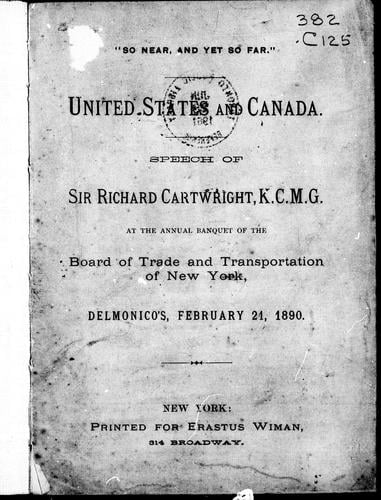 382
C125
"SO NEAR, AND YET SO FAR."
UNITED STATES AND CANADA.
SPEECH OF
SIR RICHARD CARTWRIGHT, K.C.M.G.
AT THE ANNUAL BANQUET OF THE
Board of Trade and Transportation
of New York,
DELMONICO'S, FEBRUARY 21, 1890.
NEW YORK:
PRINTED FOR ERASTUS WIMAN,
314 BROADWAY.